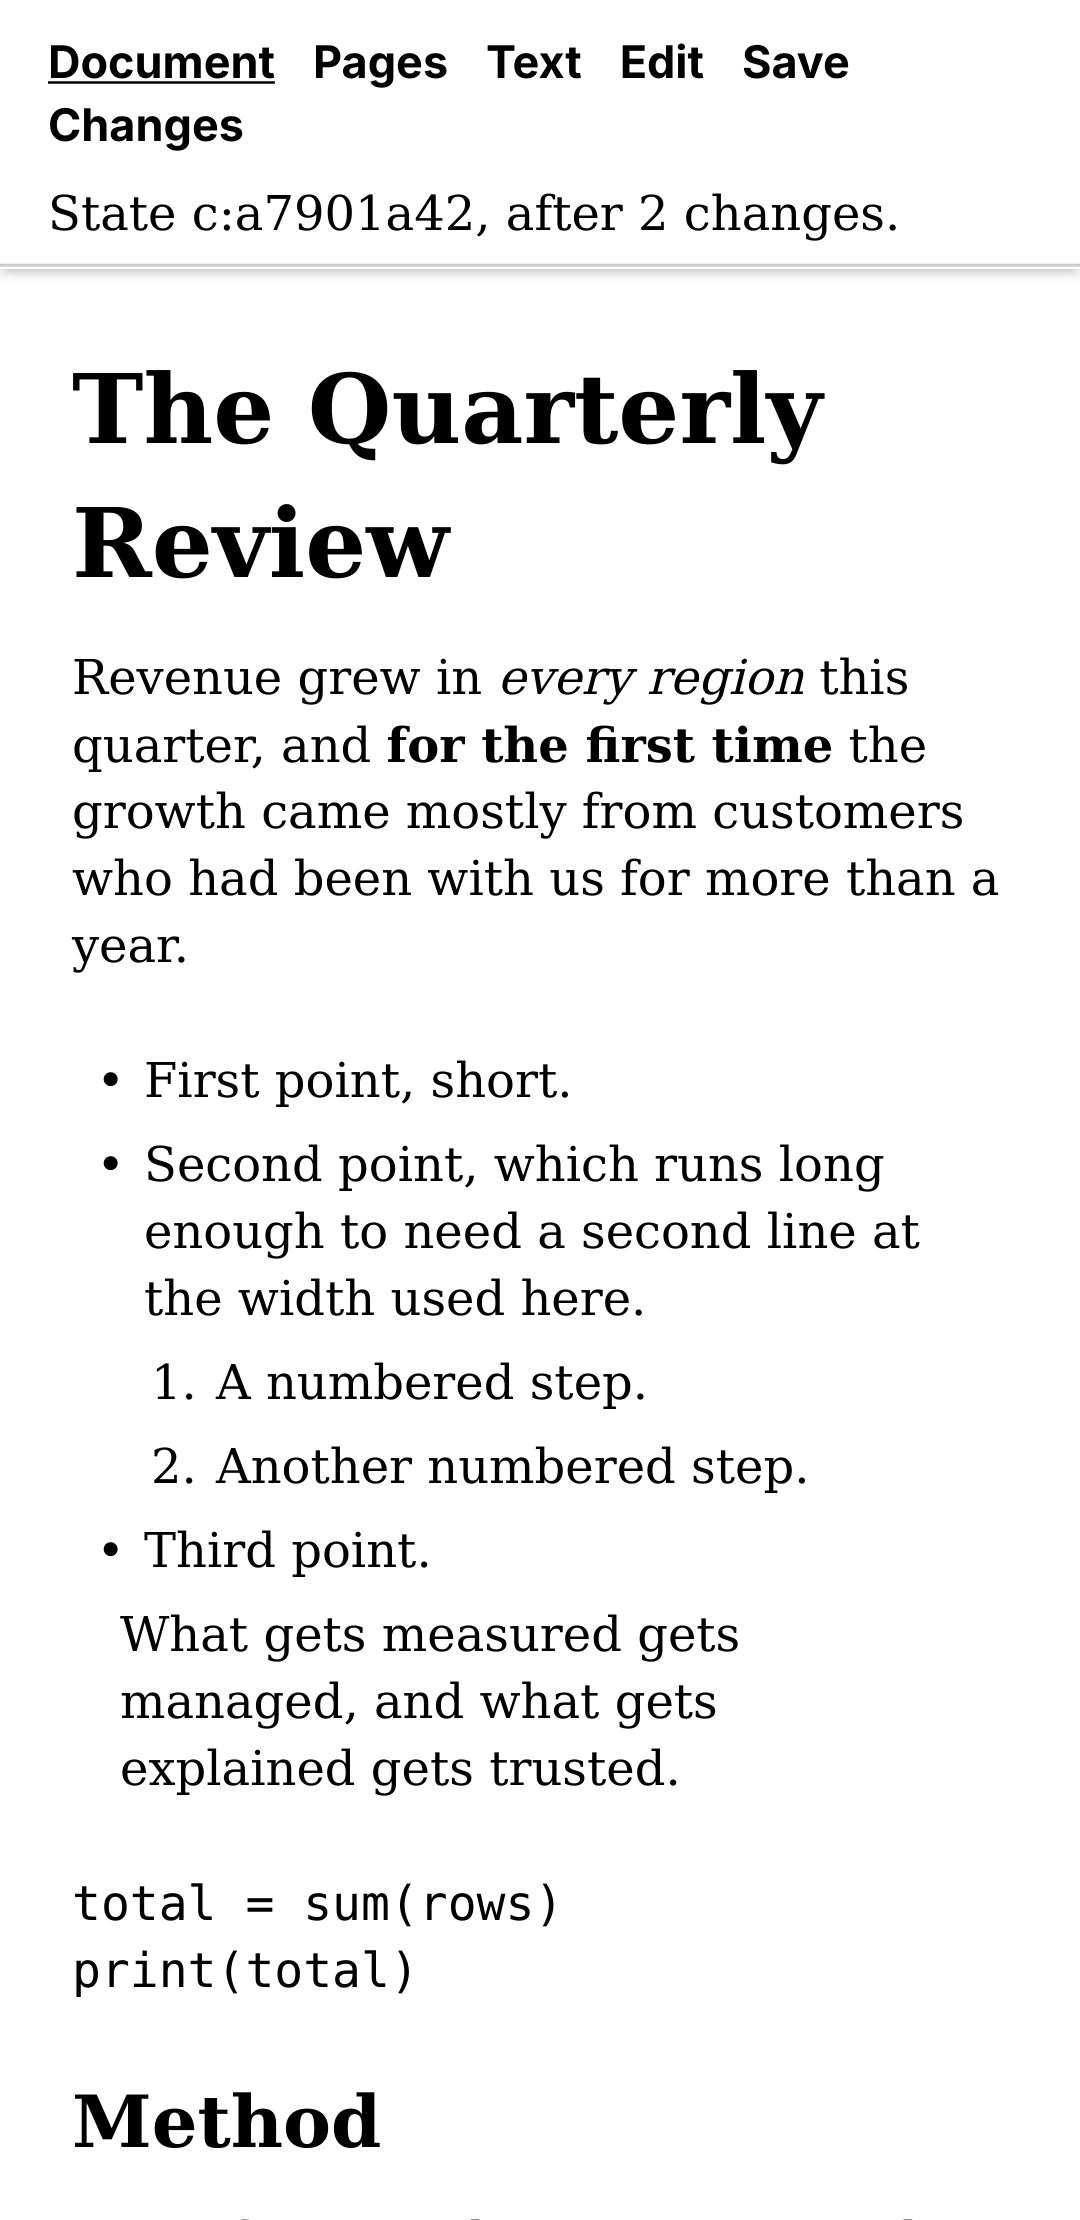 Document Pages Text Edit Save
Changes
State c:a7901a42, after 2 changes.
The Quarterly
Review
Revenue grew in every region this
quarter, and for the first time the
growth came mostly from customers
who had been with us for more than a
year.
• First point, short.
• Second point, which runs long
enough to need a second line at
the width used here.
1. A numbered step.
2. Another numbered step.
• Third point.
What gets measured gets
managed, and what gets
explained gets trusted.
total = sum(rows)
print(total)
Method